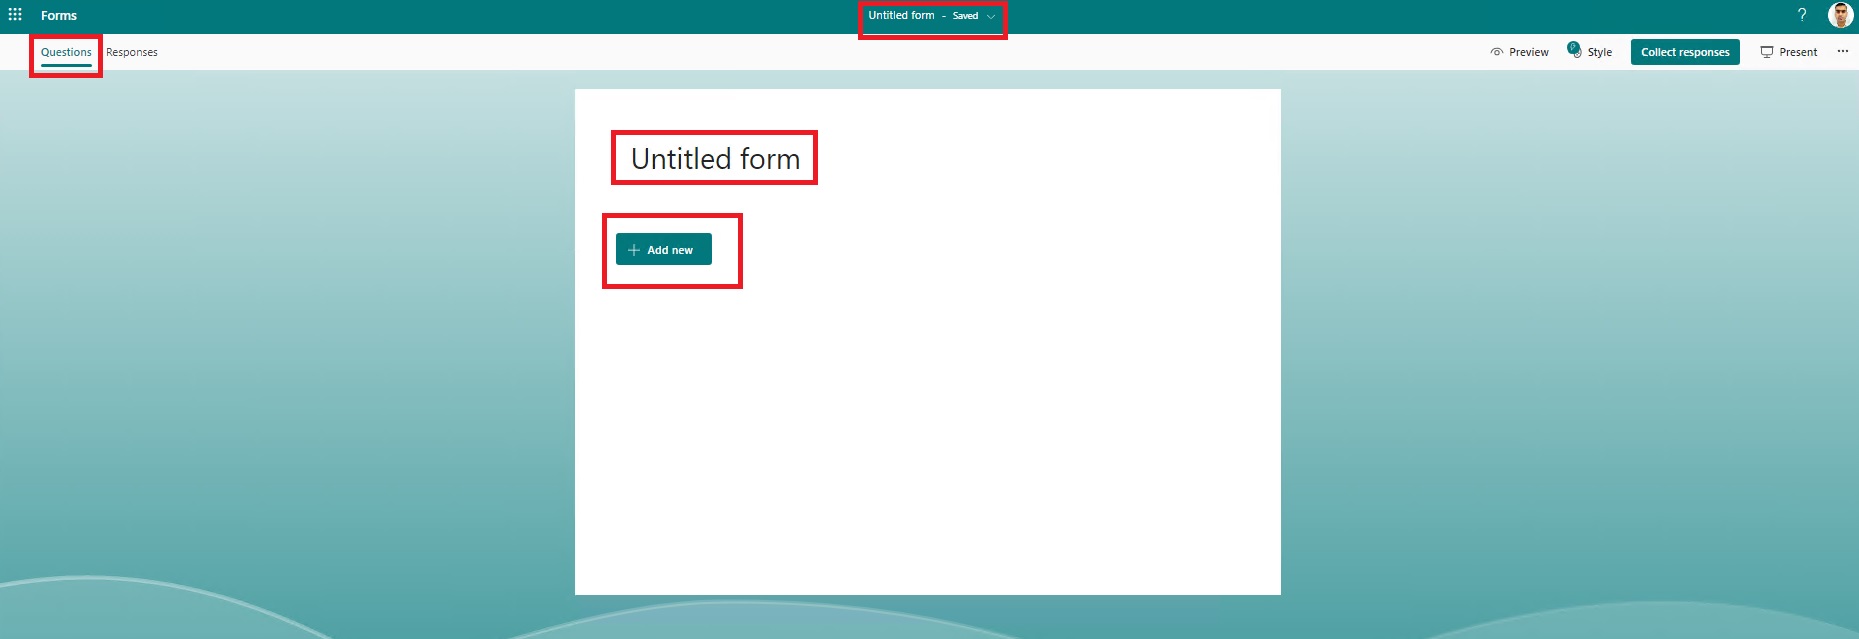 Forms
Untitled form - Saved
?
Questions Responses
Preview Style Collect responses Present ...
Untitled form
+ Add new